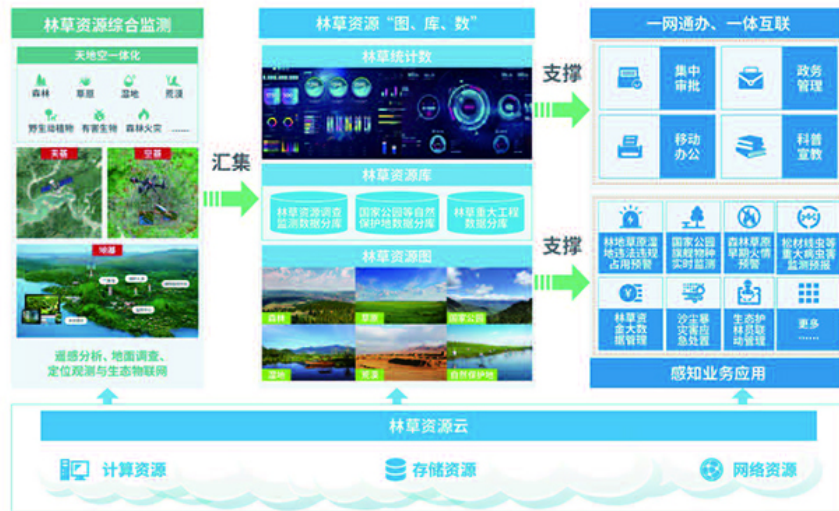 林草资源综合监测
天地空一体化
森林
草原
湿地
荒漠
野生动植物
有害生物
森林火灾
......
天基
空基
地基
遥感分析、地面调查、
定位观测与生态物联网
汇集
林草资源“图、库、数”
林草统计数
林草资源库
林草资源调查
监测数据分库
国家公园等自然
保护地数据分库
林草重大工程
数据分库
林草资源图
森林
草原
国家公园
湿地
荒漠
自然保护地
支撑
支撑
一网通办、一体互联
集中
审批
政务
管理
移动
办公
科普
宣教
林地草原湿
地违法违规
占用预警
国家公园
旗舰物种
实时监测
森林草原
早期火情
预警
松材线虫等
重大病虫害
监测预报
林草资
金大数
据管理
沙尘暴
灾害应
急处置
生态护
林员联
动管理
更多
......
感知业务应用
林草资源云
计算资源
存储资源
网络资源